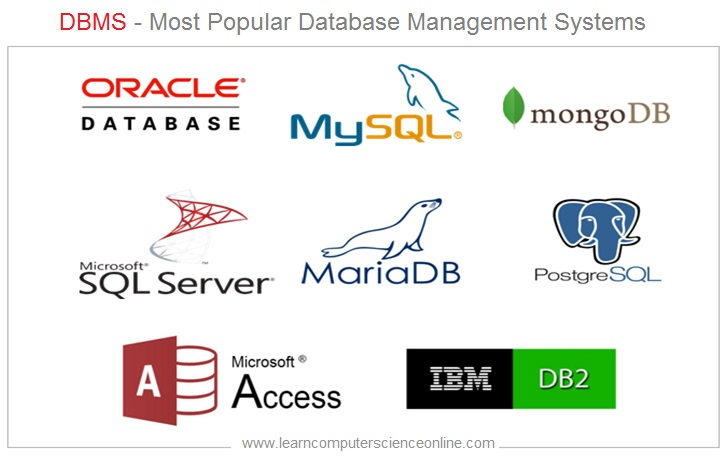 DBMS - Most Popular Database Management Systems
ORACLE®
DATABASE
MySQL®
mongoDB
Microsoft®
SQL Server®
™
MariaDB
PostgreSQL
A
Microsoft ®
Access
IBM
DB2
www.learncomputerscienceonline.com